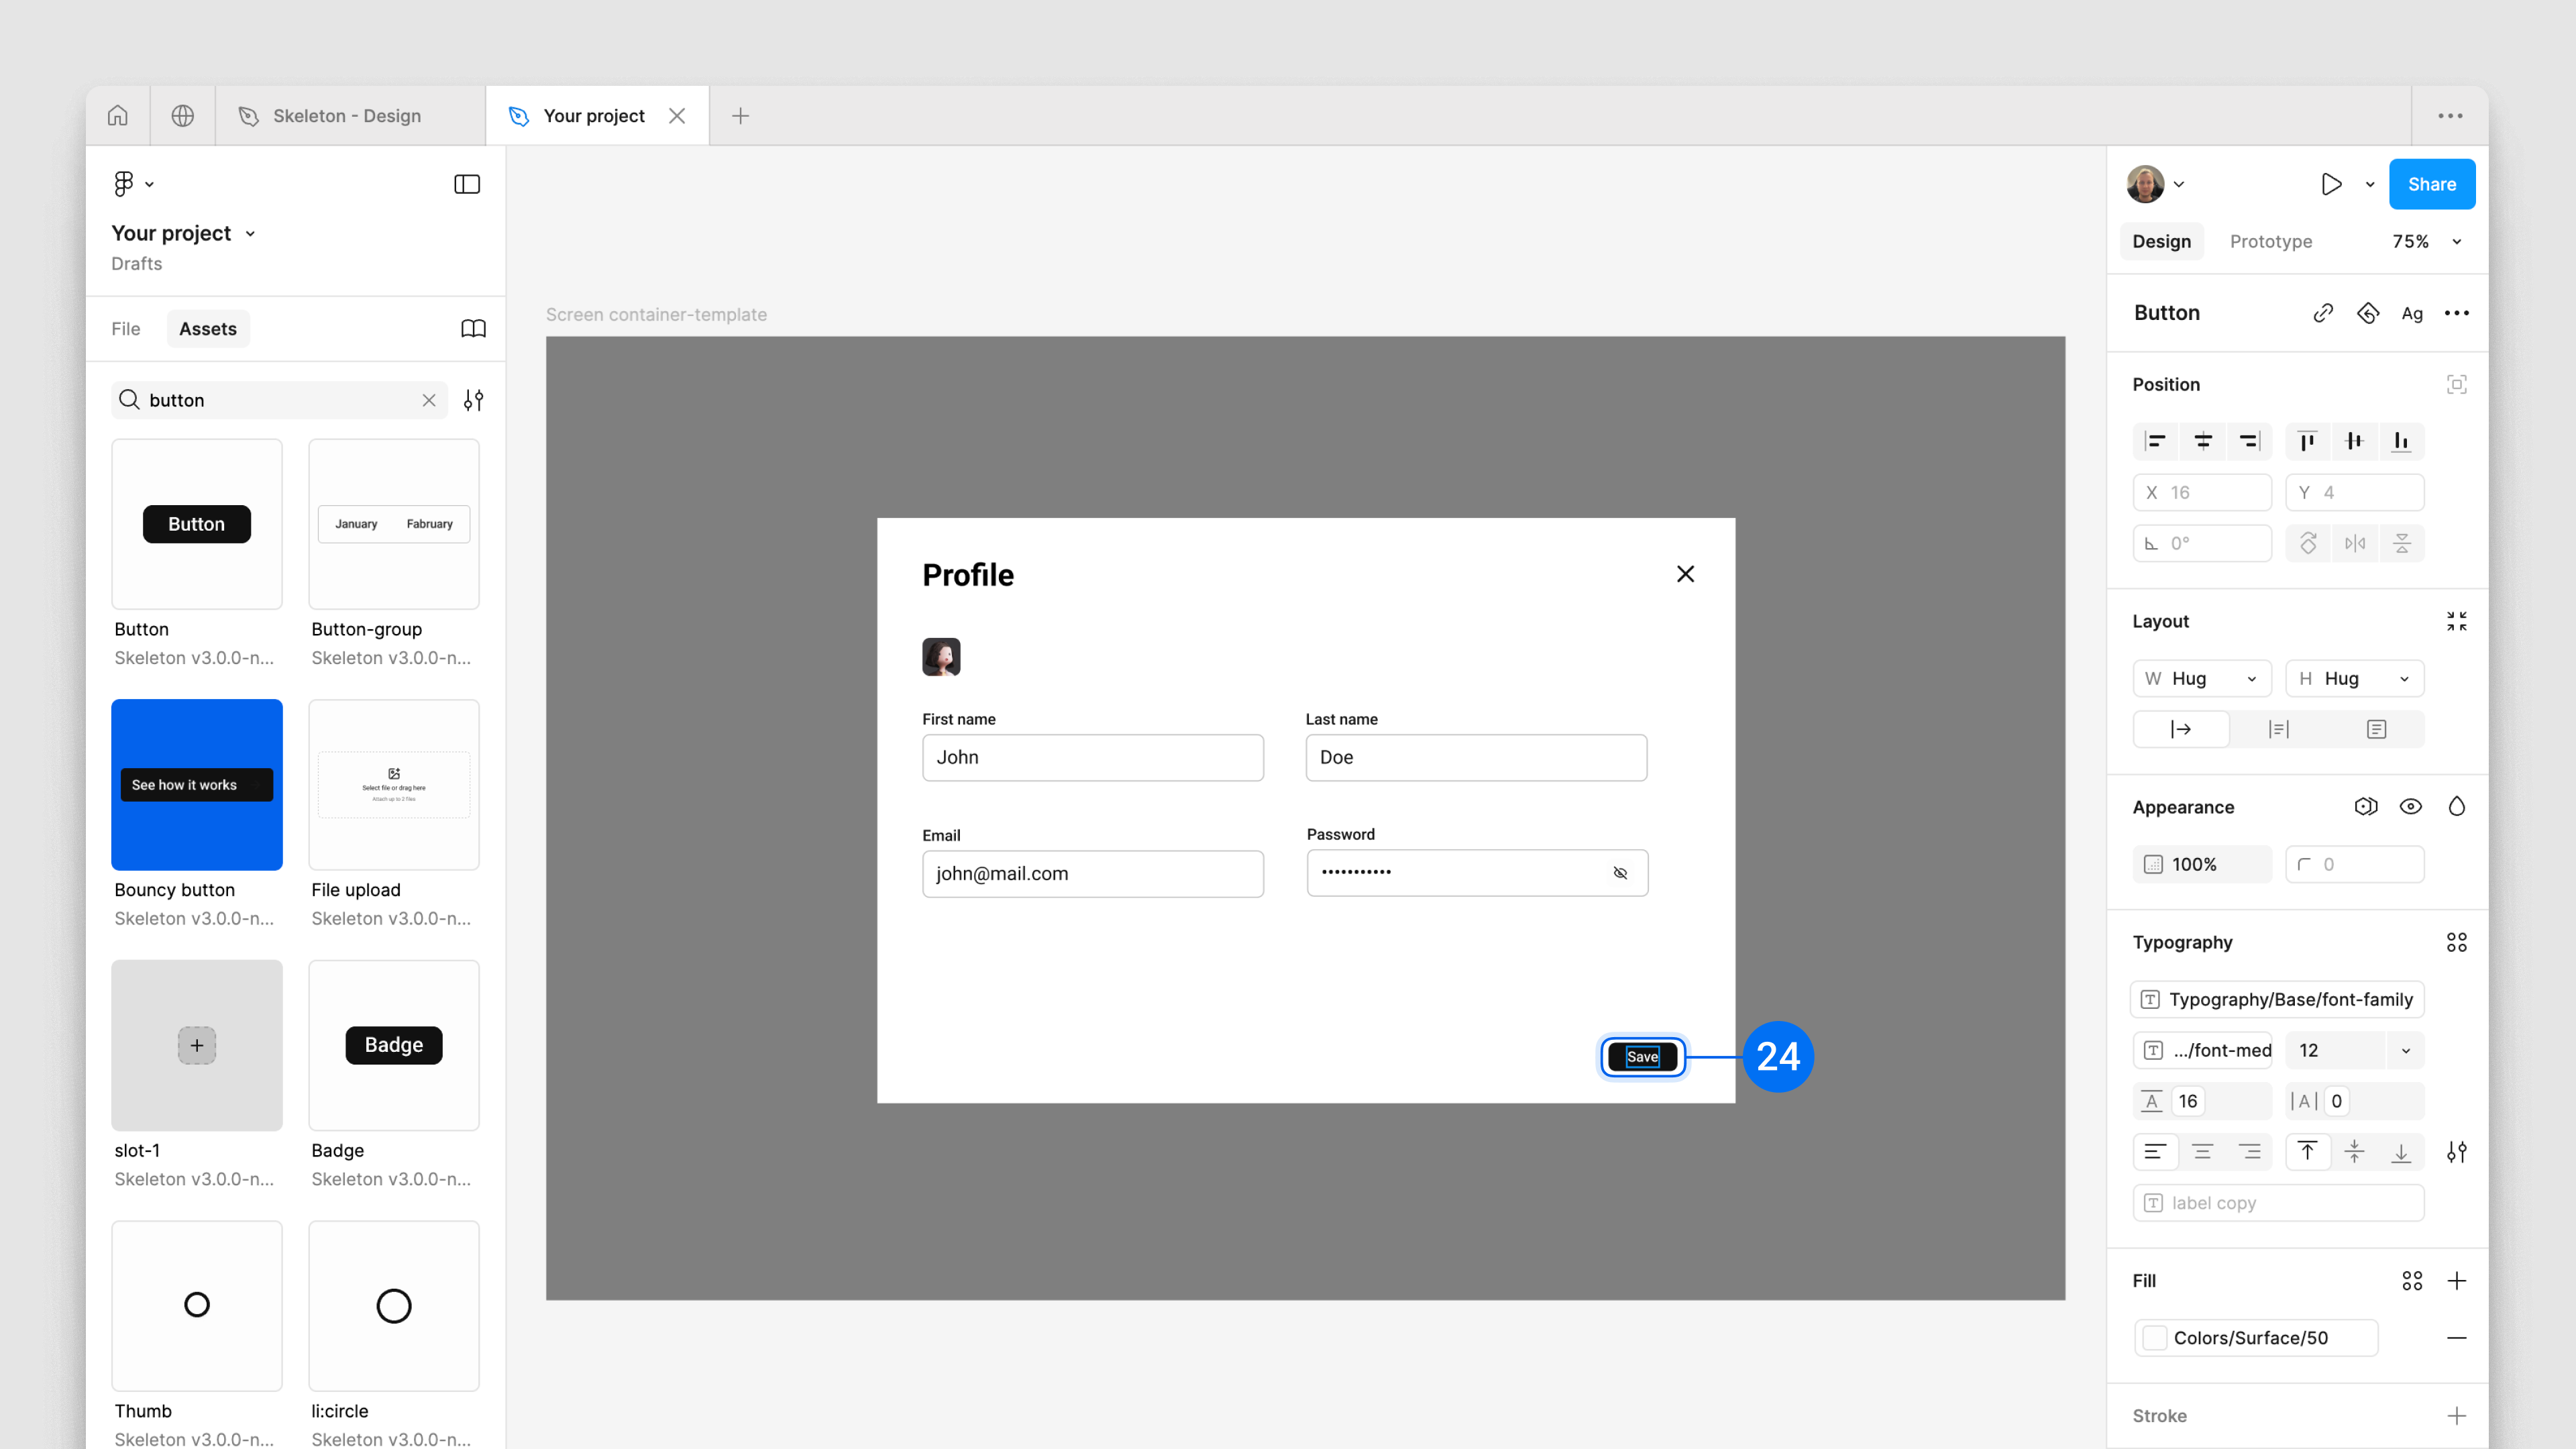 Skeleton - Design
Your project
Your project
Drafts
File
Assets
button
Button
January
Fabruary
Button
Skeleton v3.0.0-n...
Button-group
Skeleton v3.0.0-n...
See how it works
Select file or drag here
Attach up to 2 files
Bouncy button
Skeleton v3.0.0-n...
File upload
Skeleton v3.0.0-n...
Badge
slot-1
Skeleton v3.0.0-n...
Badge
Skeleton v3.0.0-n...
Thumb
Skeleton v3.0.0-n...
li:circle
Skeleton v3.0.0-n...
Screen container-template
Profile
First name
John
Last name
Doe
Email
john@mail.com
Password
•••••••••••
Save
24
Share
Design
Prototype
75%
Button
Ag
Position
X 16
Y 4
0°
Layout
W Hug
H Hug
Appearance
100%
0
Typography
Typography/Base/font-family
.../font-med
12
16
0
label copy
Fill
Colors/Surface/50
Stroke